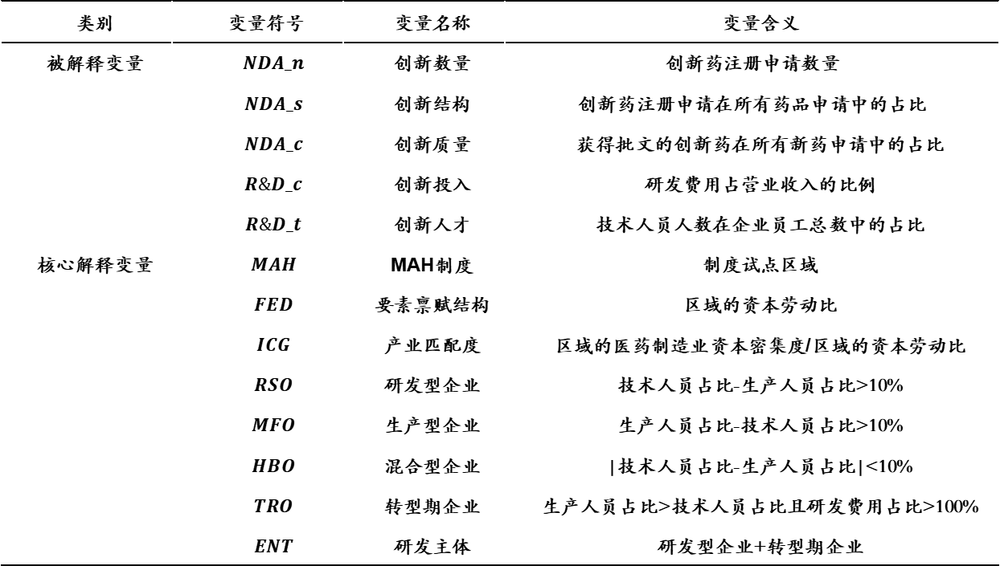 类别 变量符号 变量名称 变量含义
被解释变量 NDA_n 创新数量 创新药注册申请数量
NDA_s 创新结构 创新药注册申请在所有药品申请中的占比
NDA_c 创新质量 获得批文的创新药在所有新药申请中的占比
R&D_c 创新投入 研发费用占营业收入的比例
R&D_t 创新人才 技术人员人数在企业员工总数中的占比
核心解释变量 MAH MAH制度 制度试点区域
FED 要素禀赋结构 区域的资本劳动比
ICG 产业匹配度 区域的医药制造业资本密集度/区域的资本劳动比
RSO 研发型企业 技术人员占比-生产人员占比>10%
MFO 生产型企业 生产人员占比-技术人员占比>10%
HBO 混合型企业 |技术人员占比-生产人员占比|<10%
TRO 转型期企业 生产人员占比>技术人员占比且研发费用占比>100%
ENT 研发主体 研发型企业+转型期企业